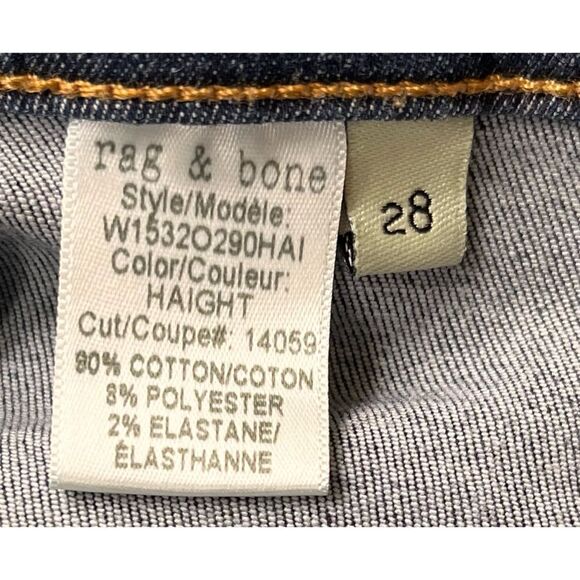 rag & bone
Style/Modèle:
W1532O290HAI
Color/Couleur:
HAIGHT
Cut/Coupe#: 14059
90% COTTON/COTON
8% POLYESTER
2% ELASTANE/
ÉLASTHANNE
28